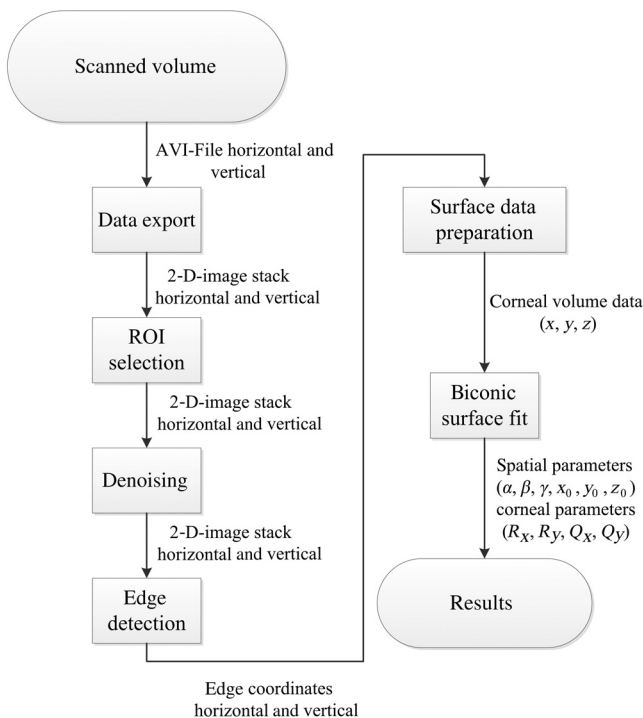 Scanned volume
AVI-File horizontal and
vertical
Data export
2-D-image stack
horizontal and vertical
ROI
selection
2-D-image stack
horizontal and vertical
Denoising
2-D-image stack
horizontal and vertical
Edge
detection
Edge coordinates
horizontal and vertical
Surface data
preparation
Corneal volume data
(x, y, z)
Biconic
surface fit
Spatial parameters
(α, β, γ, x₀, y₀, z₀)
corneal parameters
(Rₓ, R_y, Qₓ, Q_y)
Results